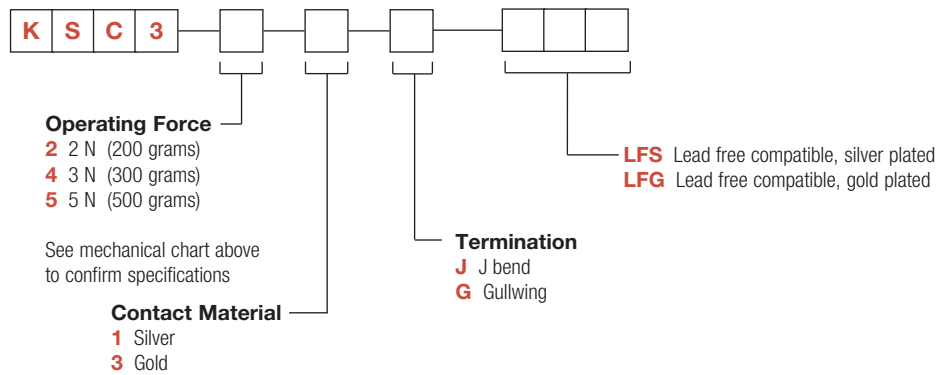 K S C 3
Operating Force
2 2 N (200 grams)
4 3 N (300 grams)
5 5 N (500 grams)
See mechanical chart above
to confirm specifications
Contact Material
1 Silver
3 Gold
Termination
J J bend
G Gullwing
LFS Lead free compatible, silver plated
LFG Lead free compatible, gold plated